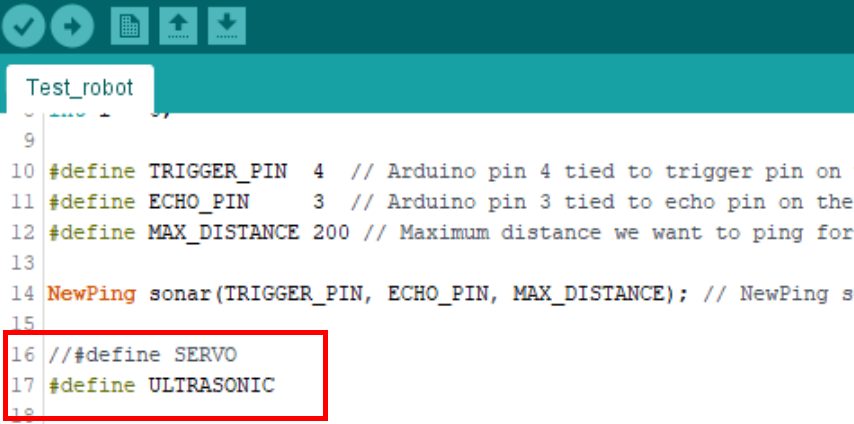 Test_robot
9
10 #define TRIGGER_PIN 4 // Arduino pin 4 tied to trigger pin on
11 #define ECHO_PIN 3 // Arduino pin 3 tied to echo pin on the
12 #define MAX_DISTANCE 200 // Maximum distance we want to ping for
13
14 NewPing sonar(TRIGGER_PIN, ECHO_PIN, MAX_DISTANCE); // NewPing s
15
16 //#define SERVO
17 #define ULTRASONIC
18